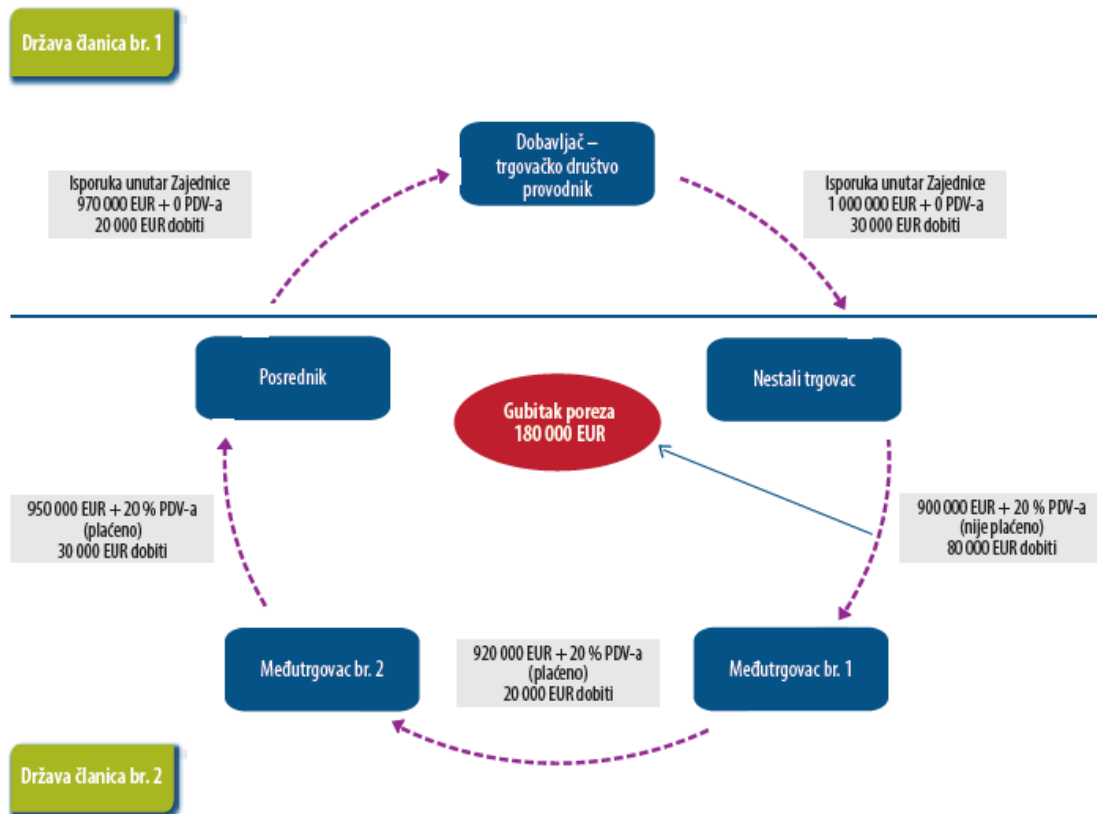 Država članica br. 1
Dobavljač –
trgovačko društvo
provodnik
Isporuka unutar Zajednice
970 000 EUR + 0 PDV-a
20 000 EUR dobiti
Isporuka unutar Zajednice
1 000 000 EUR + 0 PDV-a
30 000 EUR dobiti
Posrednik
Nestali trgovac
Gubitak poreza
180 000 EUR
950 000 EUR + 20 % PDV-a
(plaćeno)
30 000 EUR dobiti
900 000 EUR + 20 % PDV-a
(nije plaćeno)
80 000 EUR dobiti
Međutrgovac br. 2
920 000 EUR + 20 % PDV-a
(plaćeno)
20 000 EUR dobiti
Međutrgovac br. 1
Država članica br. 2